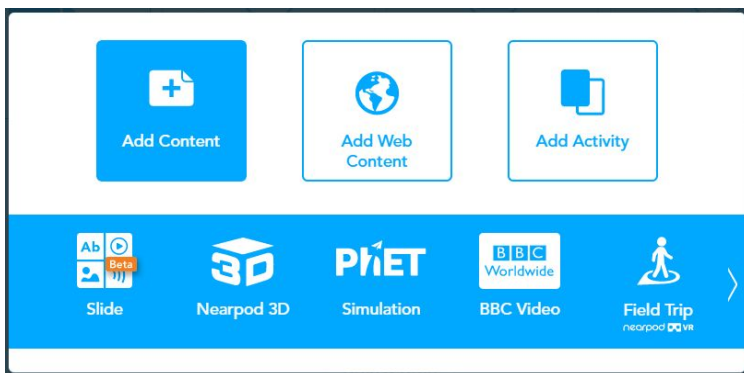 Add Content
Add Web
Content
Add Activity
Ab
Beta
Slide
3D
Nearpod 3D
PhET
Simulation
BBC
Worldwide
BBC Video
Field Trip
nearpod VR